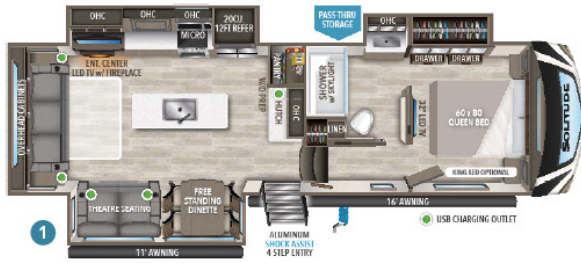 OHC
OHC
20CU
12FT REFER
MICRO
ENT. CENTER
LED TV w/ FIREPLACE
OVERHEAD CABINETS
PANTRY
W/D PREP
HUTCH
OHC
PASS-THRU
STORAGE
SHOWER
w/ SKYLIGHT
LINEN
OHC
DRAWER
DRAWER
32" LED TV
60 x 80
QUEEN BED
KING BED OPTIONAL
SOLITUDE
THEATRE SEATING
FREE
STANDING
DINETTE
1
11' AWNING
ALUMINUM
SHOCK ASSIST
4 STEP ENTRY
16' AWNING
USB CHARGING OUTLET